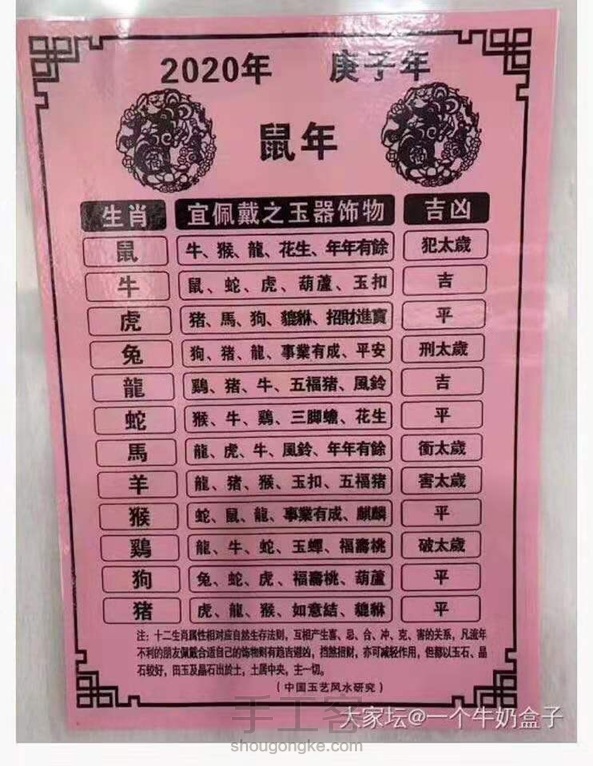 2020年 庚子年
鼠年
生肖 宜佩戴之玉器饰物 吉凶
鼠 牛、猴、龍、花生、年年有餘 犯太歲
牛 鼠、蛇、虎、葫蘆、玉扣 吉
虎 猪、馬、狗、貔貅、招財進寶 平
兔 狗、猪、龍、事業有成、平安 刑太歲
龍 鷄、猪、牛、五福猪、風鈴 吉
蛇 猴、牛、鷄、三脚蟾、花生 平
馬 龍、虎、牛、風鈴、年年有餘 衝太歲
羊 龍、猪、猴、玉扣、五福猪 害太歲
猴 蛇、鼠、龍、事業有成、麒麟 平
鷄 龍、牛、蛇、玉蟬、福壽桃 破太歲
狗 兔、蛇、虎、福壽桃、葫蘆 平
猪 虎、龍、猴、如意結、貔貅 平
注：十二生肖属性相对应自然生存法则，互相产生喜、忌、合、冲、克、害的关系，凡流年
不利的朋友佩戴合适自己的饰物则有趋吉避凶，挡煞招财，亦可减轻作用，但都以玉石、晶
石较好，田玉及晶石出於土，土居中央，主一切。
（中国玉艺风水研究）
手工客
大家坛@一个牛奶盒子
shougongke.com